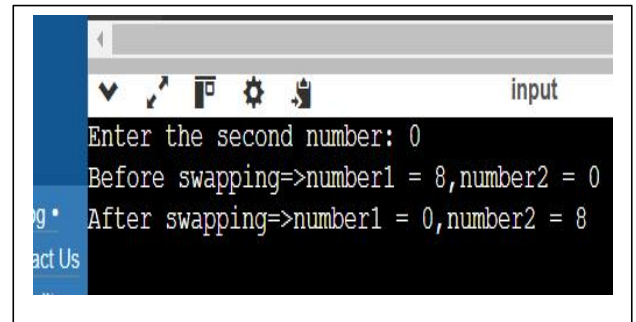 input
Enter the second number: 0
Before swapping=>number1 = 8,number2 = 0
After swapping=>number1 = 0,number2 = 8
og •
act Us